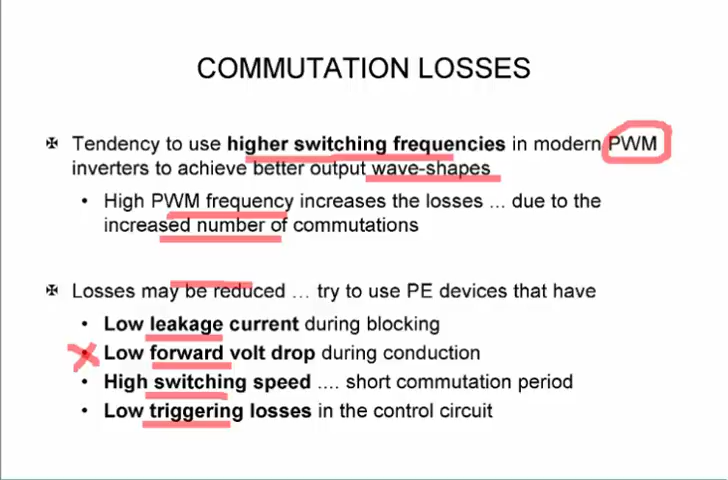 COMMUTATION LOSSES
✠ Tendency to use higher switching frequencies in modern PWM
inverters to achieve better output wave-shapes
• High PWM frequency increases the losses ... due to the
increased number of commutations
✠ Losses may be reduced ... try to use PE devices that have
• Low leakage current during blocking
• Low forward volt drop during conduction
• High switching speed .... short commutation period
• Low triggering losses in the control circuit